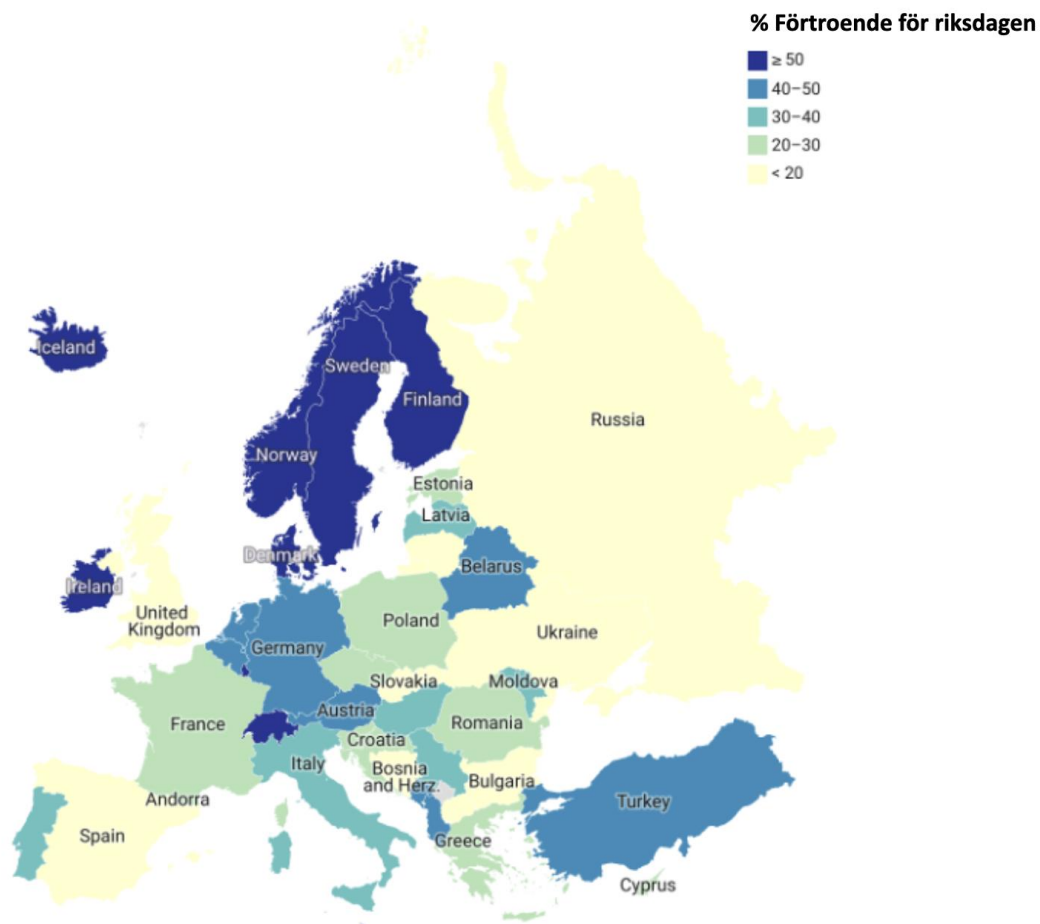 % Förtroende för riksdagen
≥ 50
40–50
30–40
20–30
< 20
Iceland
Sweden
Finland
Norway
Russia
Estonia
Latvia
Denmark
Belarus
Ireland
United
Kingdom
Poland
Ukraine
Germany
Slovakia
Moldova
Austria
France
Romania
Croatia
Italy
Bosnia
and Herz.
Bulgaria
Andorra
Turkey
Spain
Greece
Cyprus